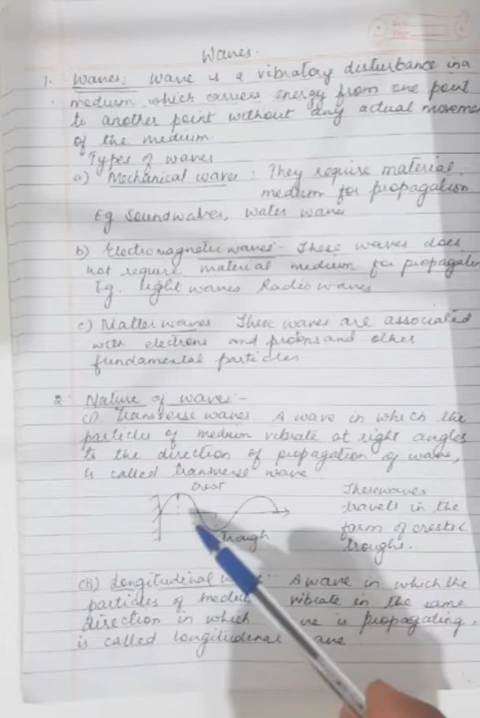 Waves.
1. Waves: Wave is a vibratory disturbance in a
medium which carries energy from one point
to another point without any actual movemen
of the medium.
Types of waves
a) Mechanical waves: They require material
medium for propagation
Eg Soundwaves, water wave
b) Electromagnetic waves:- These waves does
not require material medium for propagatio
Eg. light waves Radio waves
c) Matter waves These waves are associated
with electrons and protons and other
fundamental particles
2. Nature of waves:-
(i) Transverse waves. A wave in which the
particles of medium vibrate at right angles
to the direction of propagation of wave,
is called transverse wave
Crest
Trough
These waves
travels in the
form of crest &
troughs.
(ii) Longitudinal :- A wave in which the
particles of mediu vibrate in the same
direction in which ve is propagating,
is called longitudinal ave